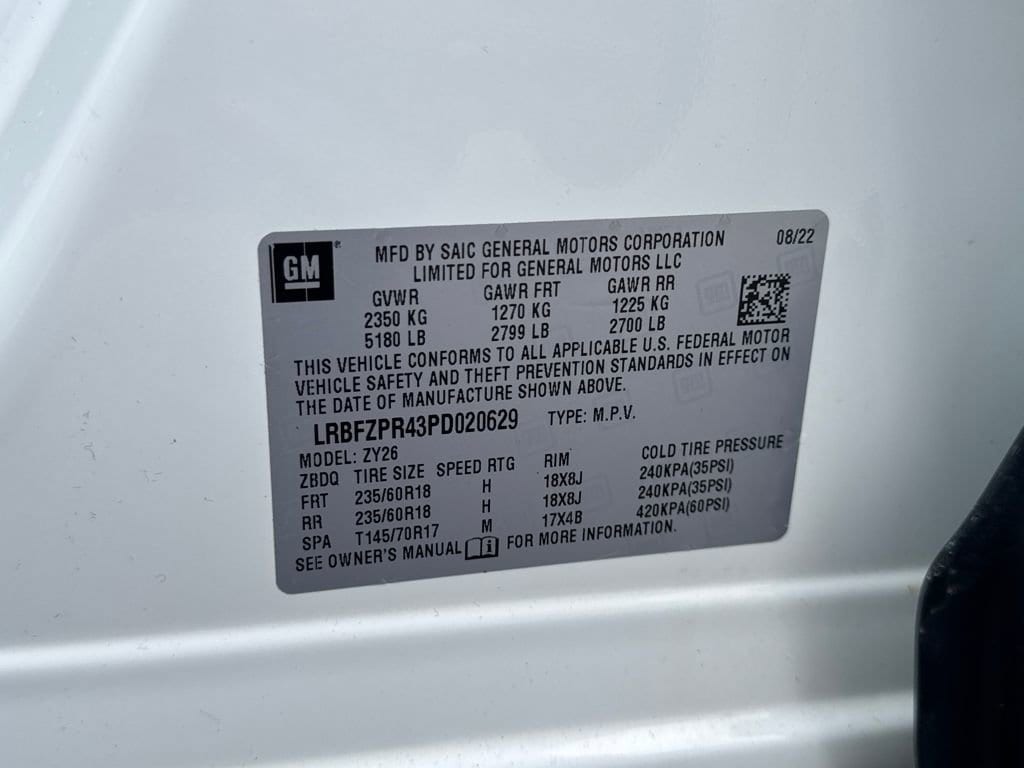 GM
MFD BY SAIC GENERAL MOTORS CORPORATION 08/22
LIMITED FOR GENERAL MOTORS LLC
GVWR GAWR FRT GAWR RR
2350 KG 1270 KG 1225 KG
5180 LB 2799 LB 2700 LB
THIS VEHICLE CONFORMS TO ALL APPLICABLE U.S. FEDERAL MOTOR
VEHICLE SAFETY AND THEFT PREVENTION STANDARDS IN EFFECT ON
THE DATE OF MANUFACTURE SHOWN ABOVE.
LRBFZPR43PD020629 TYPE: M.P.V.
MODEL: ZY26
ZBDQ TIRE SIZE SPEED RTG RIM COLD TIRE PRESSURE
FRT 235/60R18 H 18X8J 240KPA(35PSI)
RR 235/60R18 H 18X8J 240KPA(35PSI)
SPA T145/70R17 M 17X4B 420KPA(60PSI)
SEE OWNER'S MANUAL FOR MORE INFORMATION.